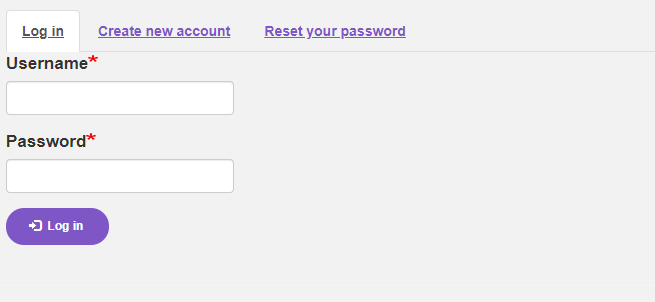 Log in Create new account Reset your password
Username*
Password*
Log in